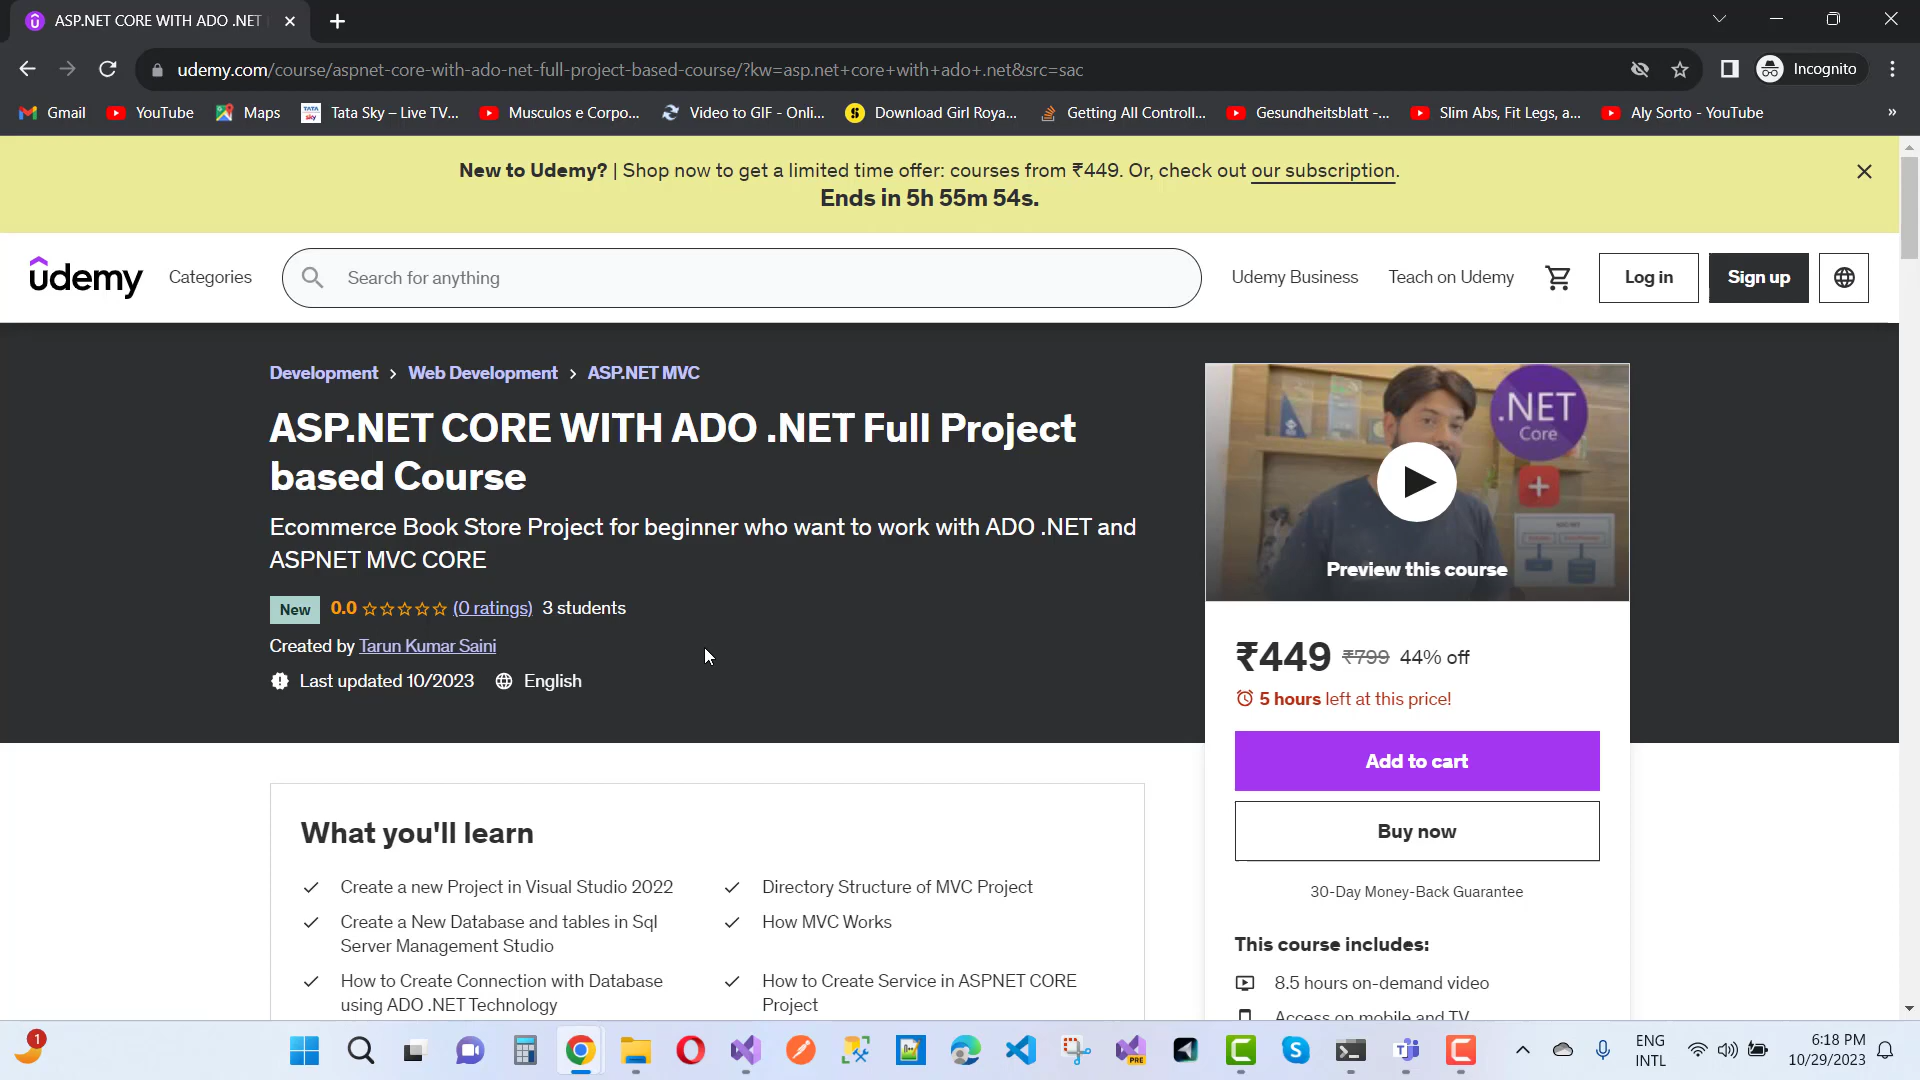 ASP.NET CORE WITH ADO .NET
udemy.com/course/aspnet-core-with-ado-net-full-project-based-course/?kw=asp.net+core+with+ado+.net&src=sac
Incognito
Gmail
YouTube
Maps
Tata Sky – Live TV...
Musculos e Corpo...
Video to GIF - Onli...
Download Girl Roya...
Getting All Controll...
Gesundheitsblatt -...
Slim Abs, Fit Legs, a...
Aly Sorto - YouTube
»
New to Udemy? | Shop now to get a limited time offer: courses from ₹449. Or, check out our subscription.
Ends in 5h 55m 54s.
udemy
Categories
Search for anything
Udemy Business
Teach on Udemy
Log in
Sign up
Development > Web Development > ASP.NET MVC
ASP.NET CORE WITH ADO .NET Full Project
based Course
Ecommerce Book Store Project for beginner who want to work with ADO .NET and
ASPNET MVC CORE
New 0.0 (0 ratings) 3 students
Created by Tarun Kumar Saini
Last updated 10/2023 English
.NET
Core
Preview this course
₹449 ₹799 44% off
5 hours left at this price!
Add to cart
Buy now
30-Day Money-Back Guarantee
This course includes:
8.5 hours on-demand video
Access on mobile and TV
What you'll learn
Create a new Project in Visual Studio 2022
Create a New Database and tables in Sql
Server Management Studio
How to Create Connection with Database
using ADO .NET Technology
Directory Structure of MVC Project
How MVC Works
How to Create Service in ASPNET CORE
Project
1
PRE
ENG
INTL
6:18 PM
10/29/2023